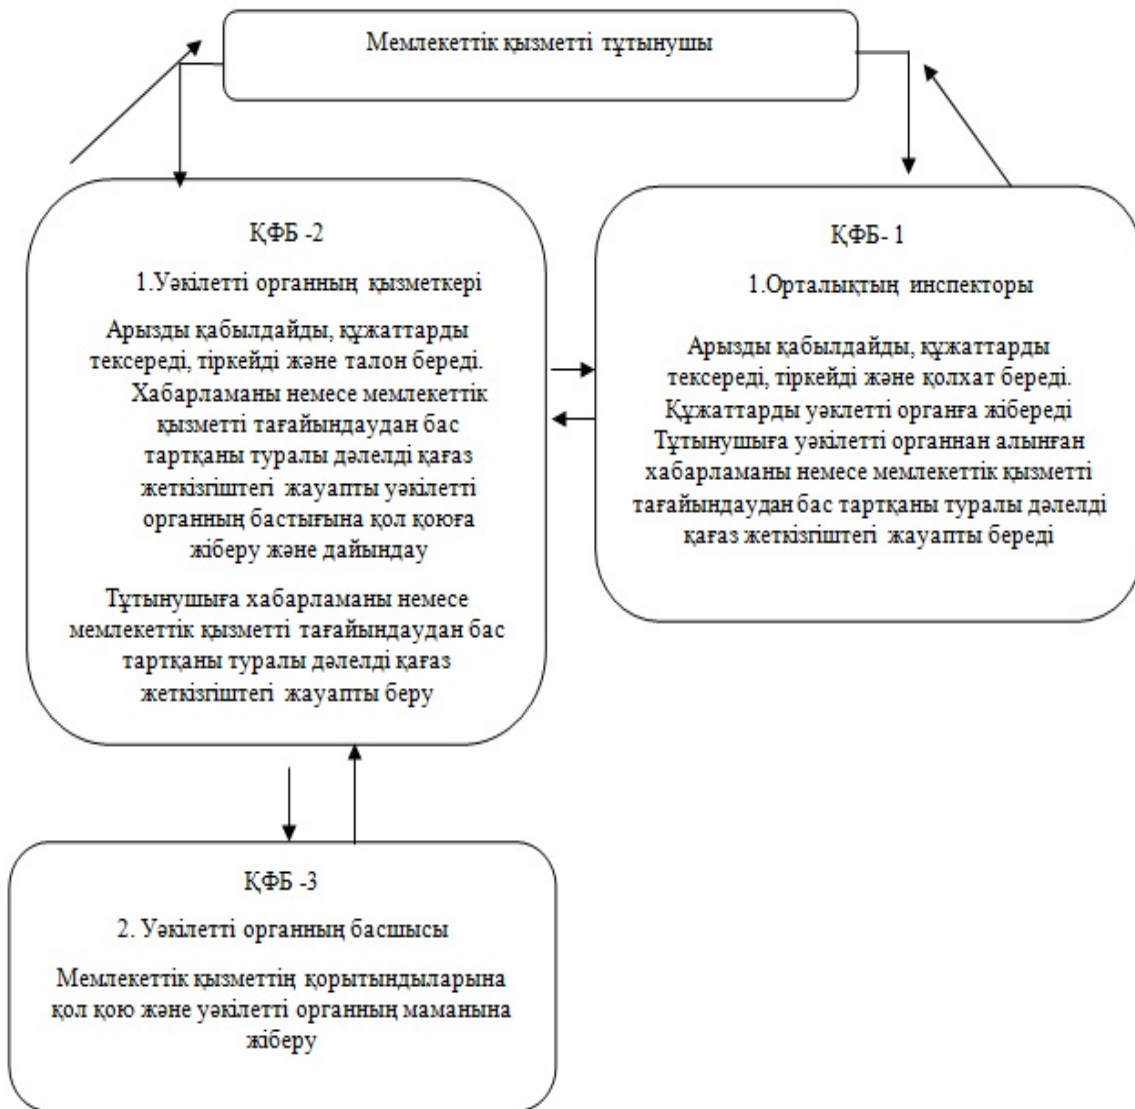 Мемлекеттік қызметті тұтынушы
ҚФБ -2
1.Уәкілетті органның қызметкері
Арызды қабылдайды, құжаттарды
тексереді, тіркейді және талон береді.
Хабарламаны немесе мемлекеттік
қызметті тағайындаудан бас
тартқаны туралы дәлелді қағаз
жеткізгіштегі жауапты уәкілетті
органның бастығына қол қоюға
жіберу және дайындау
Тұтынушыға хабарламаны немесе
мемлекеттік қызметті тағайындаудан бас
тартқаны туралы дәлелді қағаз
жеткізгіштегі жауапты беру
ҚФБ- 1
1.Орталықтың инспекторы
Арызды қабылдайды, құжаттарды
тексереді, тіркейді және қолхат береді.
Құжаттарды уәклетті органға жібереді
Тұтынушыға уәкілетті органнан алынған
хабарламаны немесе мемлекеттік қызметті
тағайындаудан бас тартқаны туралы дәлелді
қағаз жеткізгіштегі жауапты береді
ҚФБ -3
2. Уәкілетті органның басшысы
Мемлекеттік қызметтің қорытындыларына
қол қою және уәкілетті органның маманына
жіберу